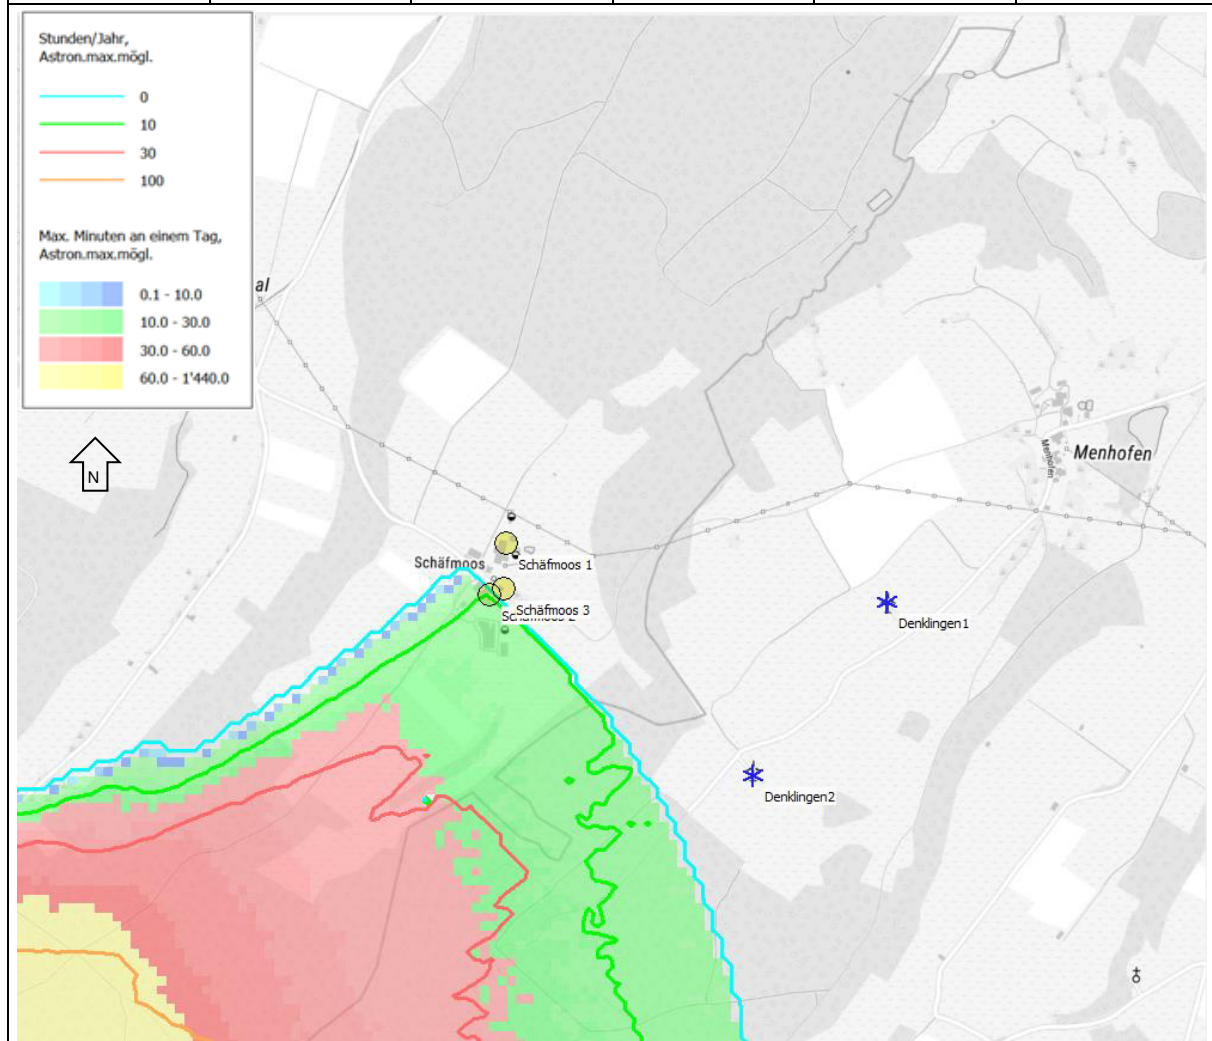 Stunden/Jahr,
Astron.max.mögl.
0
10
30
100
Max. Minuten an einem Tag,
Astron.max.mögl.
0.1 - 10.0
10.0 - 30.0
30.0 - 60.0
60.0 - 1'440.0
al
N
Menhofen
Menhofen
Schäfmoos
Schäfmoos 1
Schäfmoos 3
Denklingen1
Denklingen2